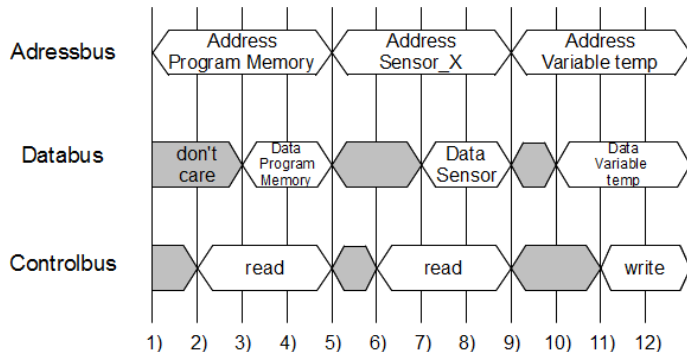 Adressbus
Address
Program Memory
Address
Sensor_X
Address
Variable temp
Databus
don't
care
Data
Program
Memory
Data
Sensor
Data
Variable
temp
Controlbus
read
read
write
1) 2) 3) 4) 5) 6) 7) 8) 9) 10) 11) 12)